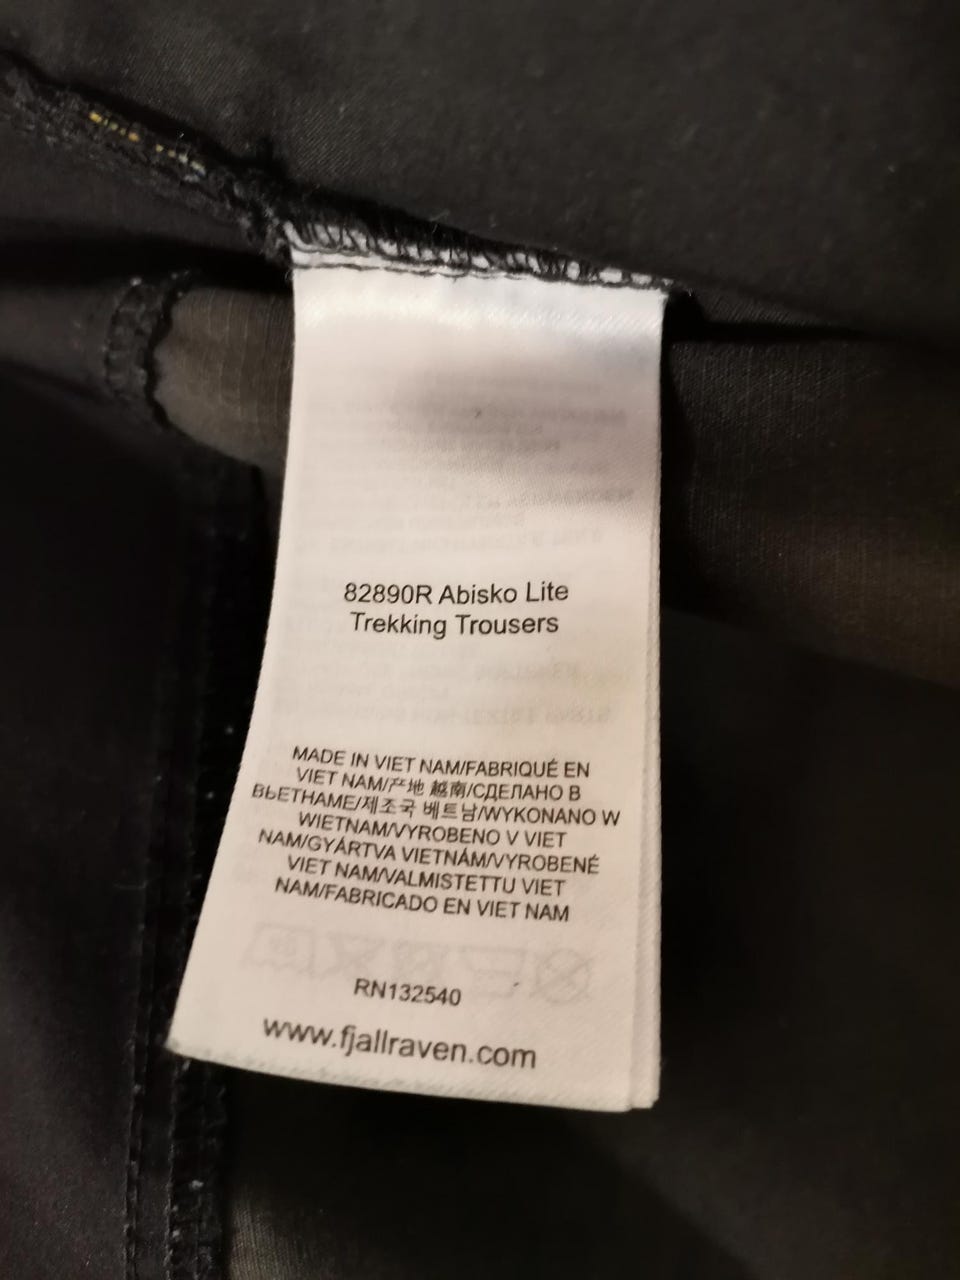 82890R Abisko Lite
Trekking Trousers
MADE IN VIET NAM/FABRIQUÉ EN
VIET NAM/产地 越南/СДЕЛАНО В
ВЬЕТНАМЕ/제조국 베트남/WYKONANO W
WIETNAM/VYROBENO V VIET
NAM/GYÁRTVA VIETNÁM/VYROBENÉ
VIET NAM/VALMISTETTU VIET
NAM/FABRICADO EN VIET NAM
RN132540
www.fjallraven.com